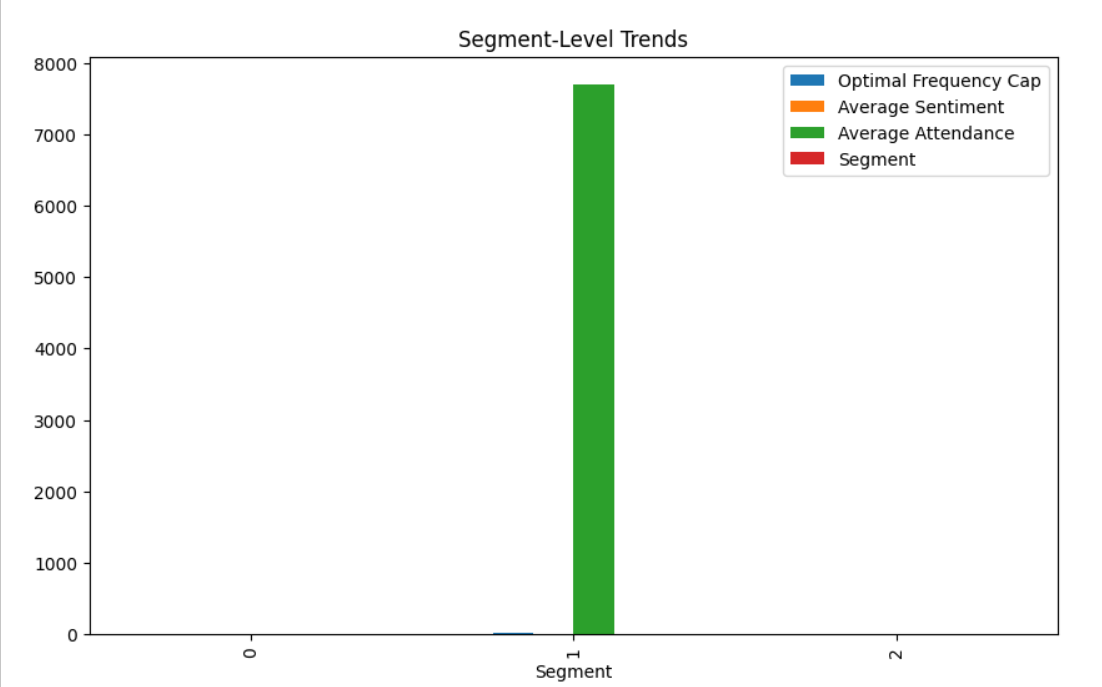 Segment-Level Trends
8000
7000
6000
5000
4000
3000
2000
1000
0
Optimal Frequency Cap
Average Sentiment
Average Attendance
Segment
0
1
2
Segment